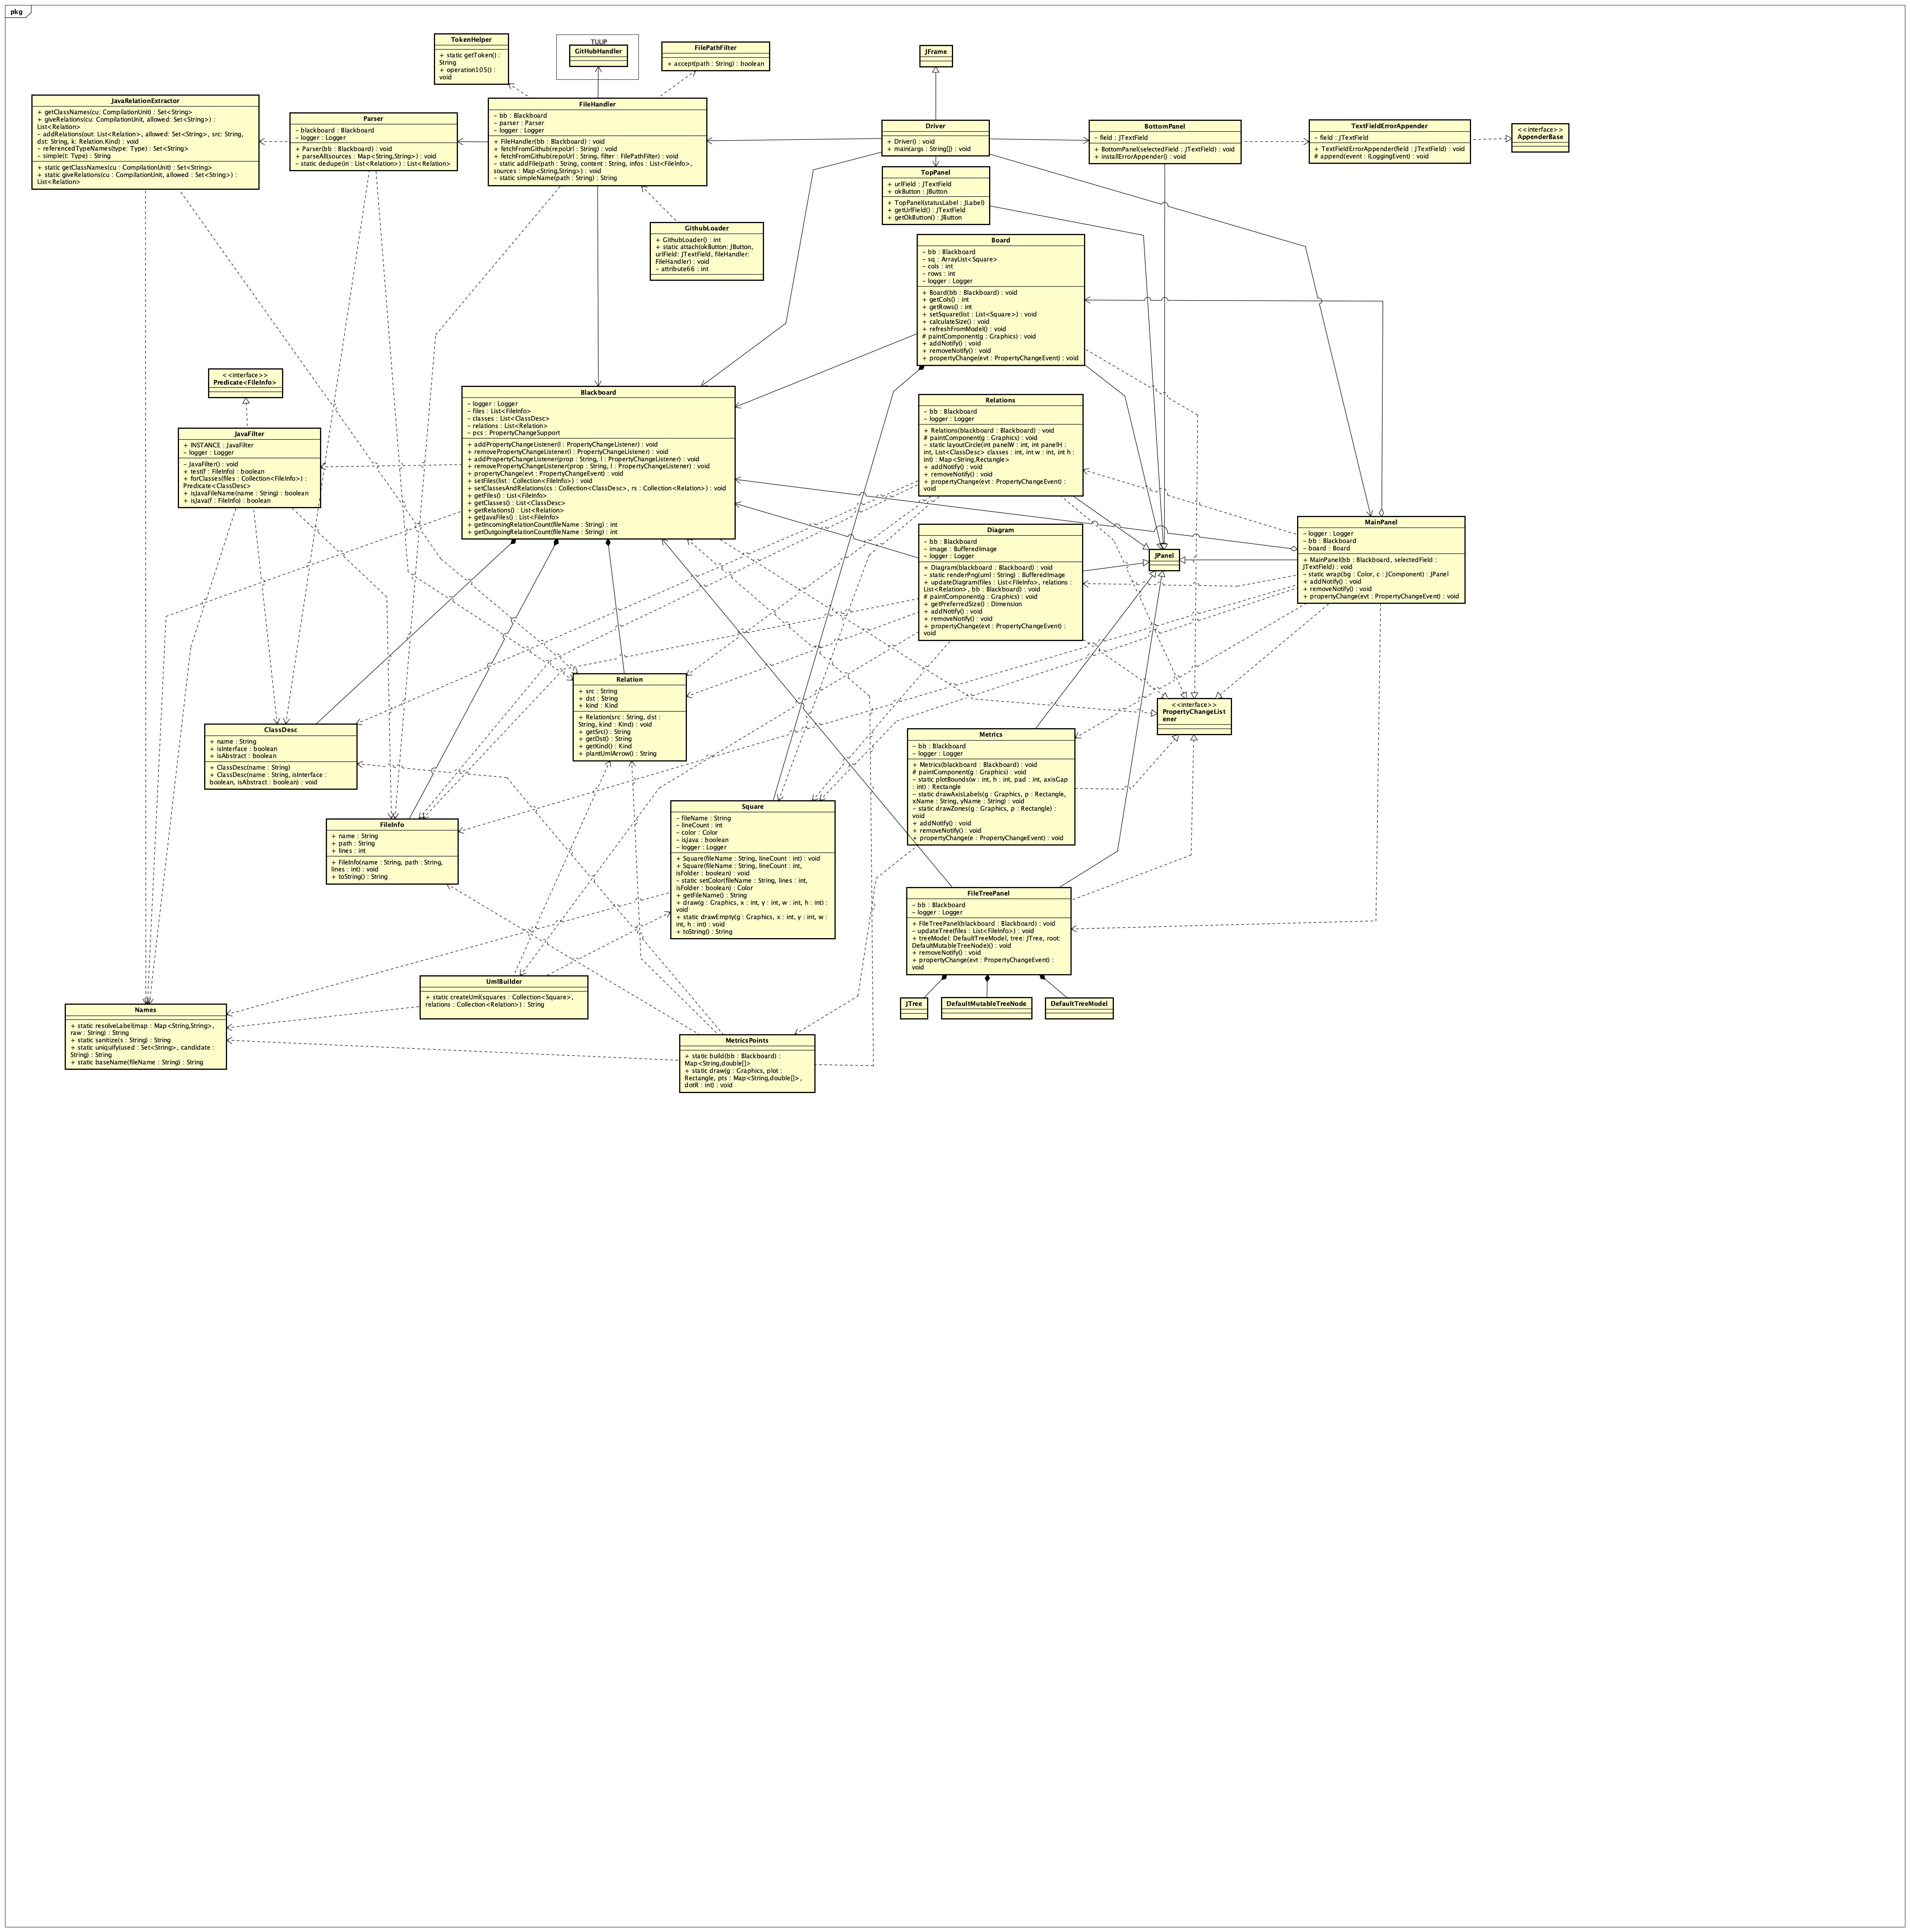 pkg
TokenHelper
+ static getToken() :
String
+ operation105() :
void
TULIP
GitHubHandler
FilePathFilter
+ accept(path : String) : boolean
JFrame
JavaRelationExtractor
+ getClassNames(cu: CompilationUnit) : Set<String>
+ giveRelations(cu: CompilationUnit, allowed: Set<String>) :
List<Relation>
- addRelations(out: List<Relation>, allowed: Set<String>, src: String,
dst: String, k: Relation.Kind) : void
- referencedTypeNames(type: Type) : Set<String>
- simple(t: Type) : String
+ static getClassNames(cu : CompilationUnit) : Set<String>
+ static giveRelations(cu : CompilationUnit, allowed : Set<String>) :
List<Relation>
Parser
- blackboard : Blackboard
- logger : Logger
+ Parser(bb : Blackboard) : void
+ parseAll(sources : Map<String,String>) : void
- static dedupe(in : List<Relation>) : List<Relation>
FileHandler
- bb : Blackboard
- parser : Parser
- logger : Logger
+ FileHandler(bb : Blackboard) : void
+ fetchFromGithub(repoUrl : String) : void
+ fetchFromGithub(repoUrl : String, filter : FilePathFilter) : void
- static addFile(path : String, content : String, infos : List<FileInfo>,
sources : Map<String,String>) : void
- static simpleName(path : String) : String
Driver
+ Driver() : void
+ main(args : String[]) : void
BottomPanel
- field : JTextField
+ BottomPanel(selectedField : JTextField) : void
+ installErrorAppender() : void
TextFieldErrorAppender
- field : JTextField
+ TextFieldErrorAppender(field : JTextField) : void
# append(event : ILoggingEvent) : void
<<interface>>
AppenderBase
TopPanel
+ urlField : JTextField
+ okButton : JButton
+ TopPanel(statusLabel : JLabel)
+ getUrlField() : JTextField
+ getOkButton() : JButton
GithubLoader
+ GithubLoader() : int
+ static attach(okButton: JButton,
urlField: JTextField, fileHandler:
FileHandler) : void
- attribute66 : int
Board
- bb : Blackboard
- sq : ArrayList<Square>
- cols : int
- rows : int
- logger : Logger
+ Board(bb : Blackboard) : void
+ getCols() : int
+ getRows() : int
+ setSquare(list : List<Square>) : void
+ calculateSize() : void
+ refreshFromModel() : void
# paintComponent(g : Graphics) : void
+ addNotify() : void
+ removeNotify() : void
+ propertyChange(evt : PropertyChangeEvent) : void
<<interface>>
Predicate<FileInfo>
JavaFilter
+ INSTANCE : JavaFilter
- logger : Logger
- JavaFilter() : void
+ test(f : FileInfo) : boolean
+ forClasses(files : Collection<FileInfo>) :
Predicate<ClassDesc>
+ isJavaFileName(name : String) : boolean
+ isJava(f : FileInfo) : boolean
Blackboard
- logger : Logger
- files : List<FileInfo>
- classes : List<ClassDesc>
- relations : List<Relation>
- pcs : PropertyChangeSupport
+ addPropertyChangeListener(l : PropertyChangeListener) : void
+ removePropertyChangeListener(l : PropertyChangeListener) : void
+ addPropertyChangeListener(prop : String, l : PropertyChangeListener) : void
+ removePropertyChangeListener(prop : String, l : PropertyChangeListener) : void
+ propertyChange(evt : PropertyChangeEvent) : void
+ setFiles(list : Collection<FileInfo>) : void
+ setClassesAndRelations(cs : Collection<ClassDesc>, rs : Collection<Relation>) : void
+ getFiles() : List<FileInfo>
+ getClasses() : List<ClassDesc>
+ getRelations() : List<Relation>
+ getJavaFiles() : List<FileInfo>
+ getIncomingRelationCount(fileName : String) : int
+ getOutgoingRelationCount(fileName : String) : int
Relations
- bb : Blackboard
- logger : Logger
+ Relations(blackboard : Blackboard) : void
# paintComponent(g : Graphics) : void
- static layoutCircle(int panelW : int, int panelH :
int, List<ClassDesc> classes : int, int w : int, int h :
int) : Map<String,Rectangle>
+ addNotify() : void
+ removeNotify() : void
+ propertyChange(evt : PropertyChangeEvent) :
void
Diagram
- bb : Blackboard
- image : BufferedImage
- logger : Logger
+ Diagram(blackboard : Blackboard) : void
- static renderPng(uml : String) : BufferedImage
+ updateDiagram(files : List<FileInfo>, relations :
List<Relation>, bb : Blackboard) : void
# paintComponent(g : Graphics) : void
+ getPreferredSize() : Dimension
+ addNotify() : void
+ removeNotify() : void
+ propertyChange(evt : PropertyChangeEvent) :
void
JPanel
MainPanel
- logger : Logger
- bb : Blackboard
- board : Board
+ MainPanel(bb : Blackboard, selectedField :
JTextField) : void
- static wrap(bg : Color, c : JComponent) : JPanel
+ addNotify() : void
+ removeNotify() : void
+ propertyChange(evt : PropertyChangeEvent) : void
Relation
+ src : String
+ dst : String
+ kind : Kind
+ Relation(src : String, dst :
String, kind : Kind) : void
+ getSrc() : String
+ getDst() : String
+ getKind() : Kind
+ plantUmlArrow() : String
<<interface>>
PropertyChangeList
ener
ClassDesc
+ name : String
+ isInterface : boolean
+ isAbstract : boolean
+ ClassDesc(name : String)
+ ClassDesc(name : String, isInterface :
boolean, isAbstract : boolean) : void
Metrics
- bb : Blackboard
- logger : Logger
+ Metrics(blackboard : Blackboard) : void
# paintComponent(g : Graphics) : void
- static plotBounds(w : int, h : int, pad : int, axisGap
: int) : Rectangle
- static drawAxisLabels(g : Graphics, p : Rectangle,
xName : String, yName : String) : void
- static drawZones(g : Graphics, p : Rectangle) :
void
+ addNotify() : void
+ removeNotify() : void
+ propertyChange(e : PropertyChangeEvent) : void
FileInfo
+ name : String
+ path : String
+ lines : int
+ FileInfo(name : String, path : String,
lines : int) : void
+ toString() : String
Square
- fileName : String
- lineCount : int
- color : Color
- isJava : boolean
- logger : Logger
+ Square(fileName : String, lineCount : int) : void
+ Square(fileName : String, lineCount : int,
isFolder : boolean) : void
- static setColor(fileName : String, lines : int,
isFolder : boolean) : Color
+ getFileName() : String
+ draw(g : Graphics, x : int, y : int, w : int, h : int) :
void
+ static drawEmpty(g : Graphics, x : int, y : int, w :
int, h : int) : void
+ toString() : String
FileTreePanel
- bb : Blackboard
- logger : Logger
+ FileTreePanel(blackboard : Blackboard) : void
- updateTree(files : List<FileInfo>) : void
+ treeModel: DefaultTreeModel, tree: JTree, root:
DefaultMutableTreeNode)() : void
+ removeNotify() : void
+ propertyChange(evt : PropertyChangeEvent) :
void
JTree
DefaultMutableTreeNode
DefaultTreeModel
UmlBuilder
+ static createUml(squares : Collection<Square>,
relations : Collection<Relation>) : String
Names
+ static resolveLabel(map : Map<String,String>,
raw : String) : String
+ static sanitize(s : String) : String
+ static uniquify(used : Set<String>, candidate :
String) : String
+ static baseName(fileName : String) : String
MetricsPoints
+ static build(bb : Blackboard) :
Map<String,double[]>
+ static draw(g : Graphics, plot :
Rectangle, pts : Map<String,double[]>,
dotR : int) : void